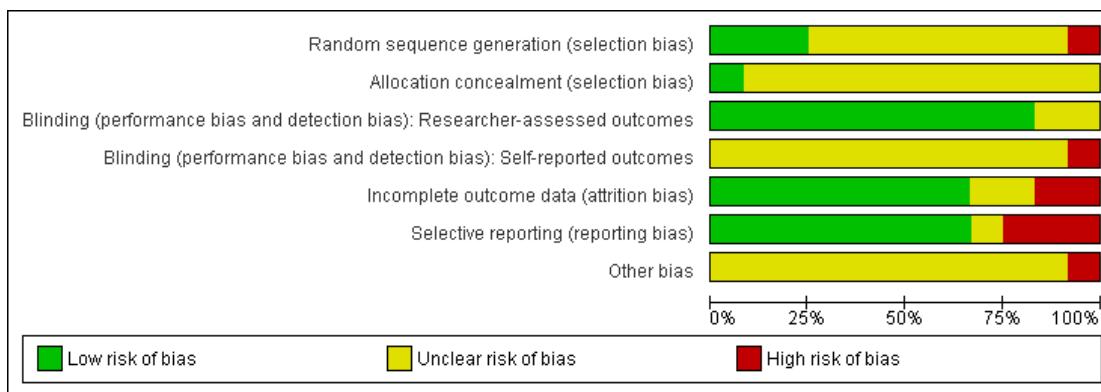 Random sequence generation (selection bias)
Allocation concealment (selection bias)
Blinding (performance bias and detection bias): Researcher-assessed outcomes
Blinding (performance bias and detection bias): Self-reported outcomes
Incomplete outcome data (attrition bias)
Selective reporting (reporting bias)
Other bias
0% 25% 50% 75% 100%
Low risk of bias Unclear risk of bias High risk of bias